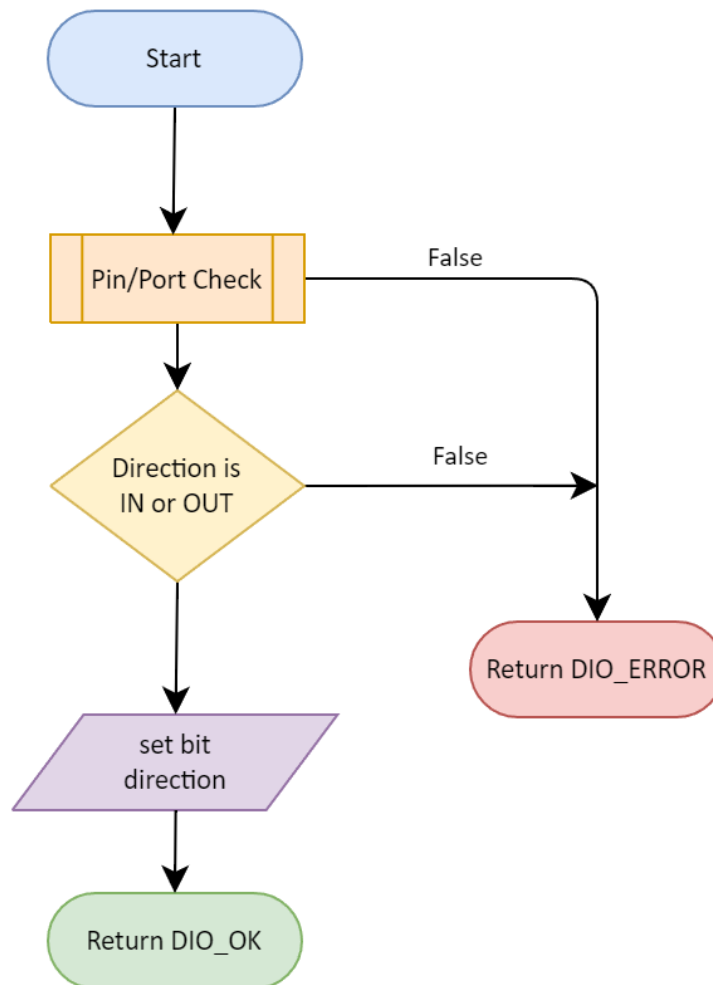 Start
Pin/Port Check
False
Direction is
IN or OUT
False
Return DIO_ERROR
set bit
direction
Return DIO_OK